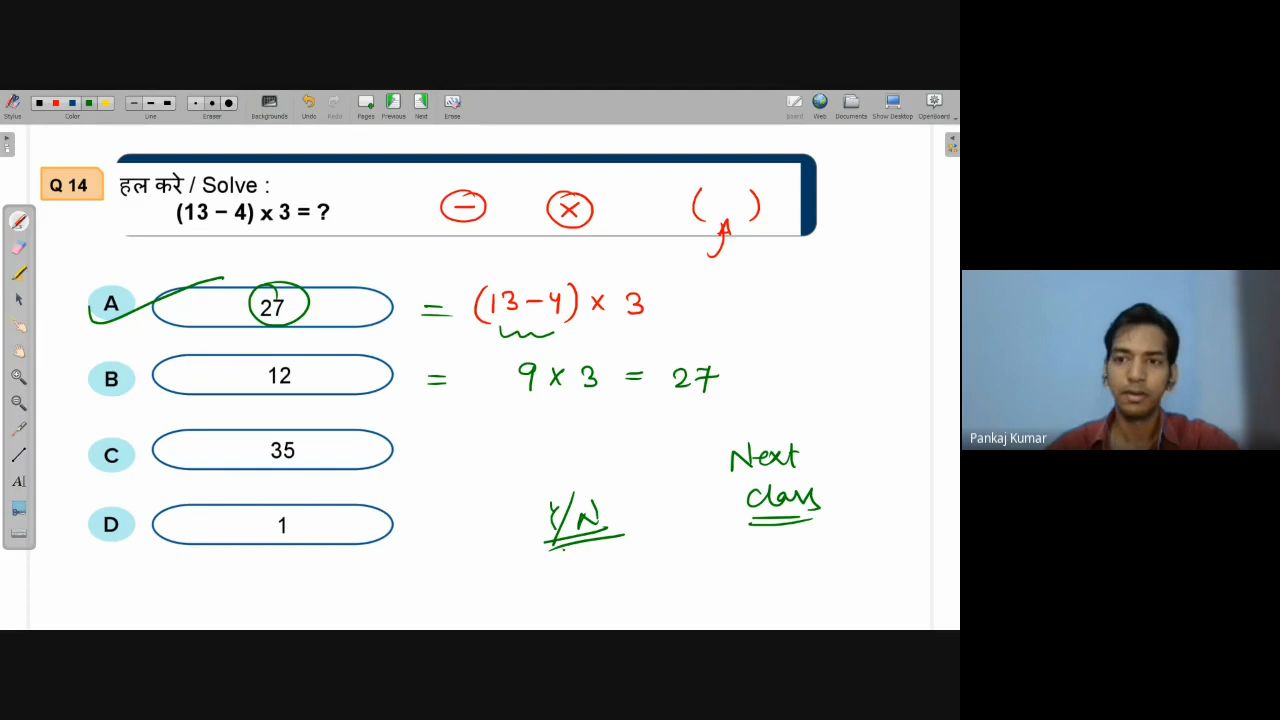 Stylus
Color
Line
Eraser
Backgrounds
Undo
Redo
Pages
Previous
Next
Erase
Board
Web
Documents
Show Desktop
OpenBoard
Q 14
हल करे / Solve :
(13 – 4) x 3 = ?
− × ( )
A 27 = (13 − 4) × 3
B 12 = 9 × 3 = 27
C 35
Next
class
D 1
Y/N
Pankaj Kumar